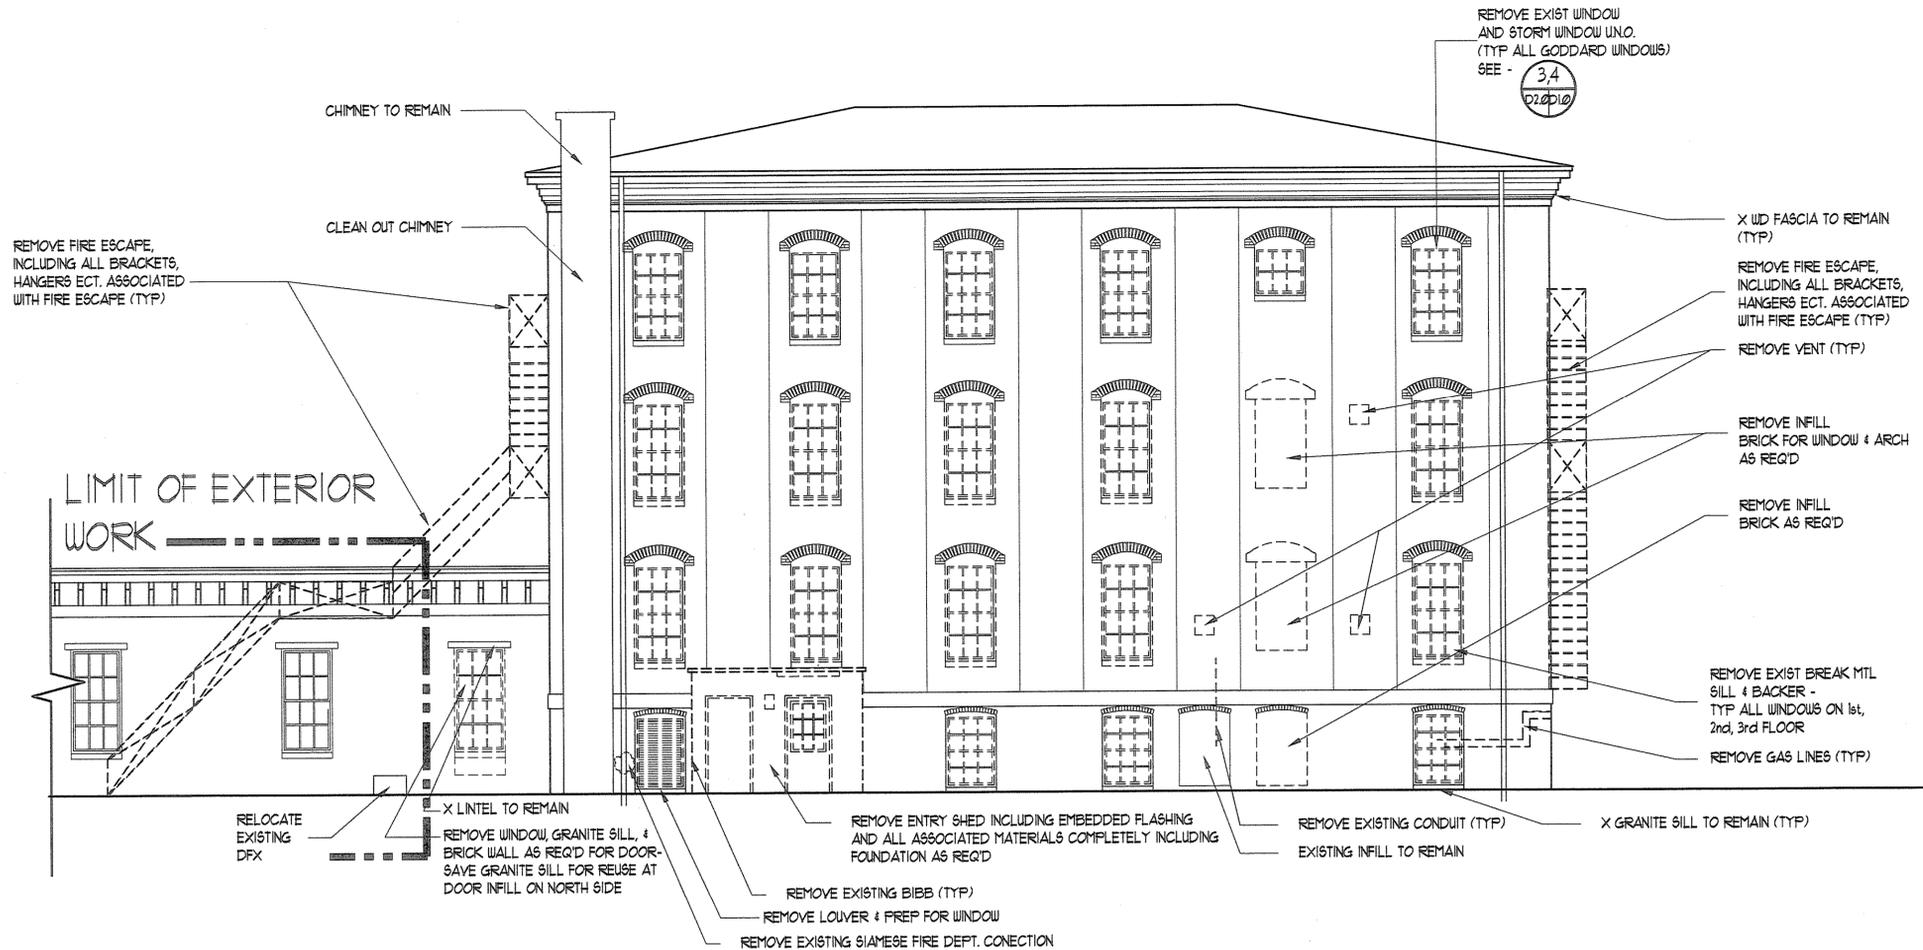 REMOVE EXIST WINDOW
AND STORM WINDOW U.N.O.
(TYP ALL GODDARD WINDOWS)
SEE -
3,4
D2.0D1.0
CHIMNEY TO REMAIN
CLEAN OUT CHIMNEY
REMOVE FIRE ESCAPE,
INCLUDING ALL BRACKETS,
HANGERS ECT. ASSOCIATED
WITH FIRE ESCAPE (TYP)
X WD FASCIA TO REMAIN
(TYP)
REMOVE FIRE ESCAPE,
INCLUDING ALL BRACKETS,
HANGERS ECT. ASSOCIATED
WITH FIRE ESCAPE (TYP)
REMOVE VENT (TYP)
REMOVE INFILL
BRICK FOR WINDOW & ARCH
AS REQ'D
REMOVE INFILL
BRICK AS REQ'D
LIMIT OF EXTERIOR
WORK
REMOVE EXIST BREAK MTL
SILL & BACKER -
TYP ALL WINDOWS ON 1st,
2nd, 3rd FLOOR
REMOVE GAS LINES (TYP)
RELOCATE
EXISTING
DFX
X LINTEL TO REMAIN
REMOVE WINDOW, GRANITE SILL, &
BRICK WALL AS REQ'D FOR DOOR-
SAVE GRANITE SILL FOR REUSE AT
DOOR INFILL ON NORTH SIDE
REMOVE ENTRY SHED INCLUDING EMBEDDED FLASHING
AND ALL ASSOCIATED MATERIALS COMPLETELY INCLUDING
FOUNDATION AS REQ'D
REMOVE EXISTING CONDUIT (TYP)
EXISTING INFILL TO REMAIN
X GRANITE SILL TO REMAIN (TYP)
REMOVE EXISTING BIBB (TYP)
REMOVE LOUVER & PREP FOR WINDOW
REMOVE EXISTING SIAMESE FIRE DEPT. CONECTION